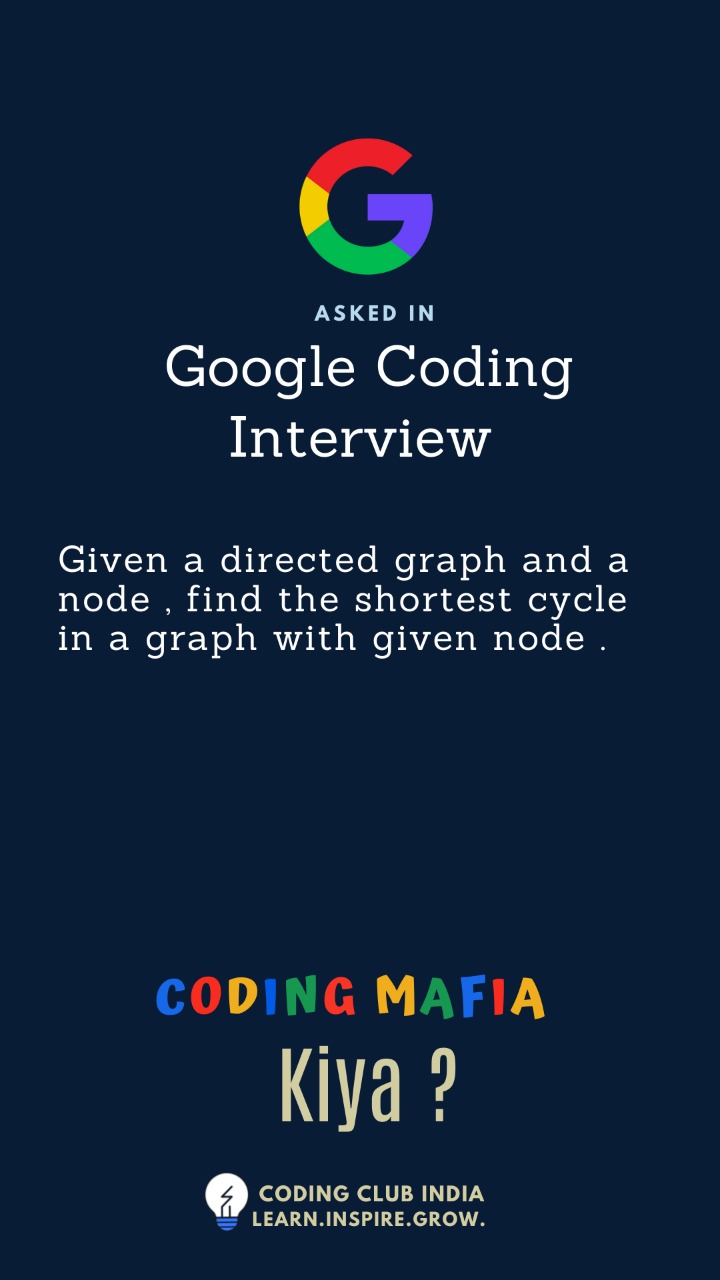 ASKED IN
Google Coding
Interview
Given a directed graph and a
node , find the shortest cycle
in a graph with given node .
CODING MAFIA
Kiya ?
CODING CLUB INDIA
LEARN.INSPIRE.GROW.